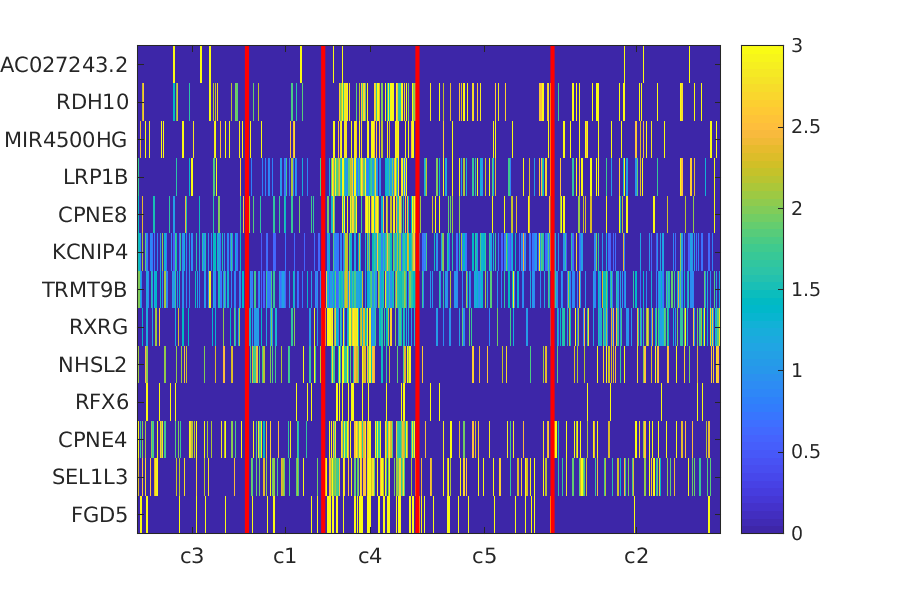 AC027243.2
RDH10
MIR4500HG
LRP1B
CPNE8
KCNIP4
TRMT9B
RXRG
NHSL2
RFX6
CPNE4
SEL1L3
FGD5
c3 c1 c4 c5 c2
3
2.5
2
1.5
1
0.5
0